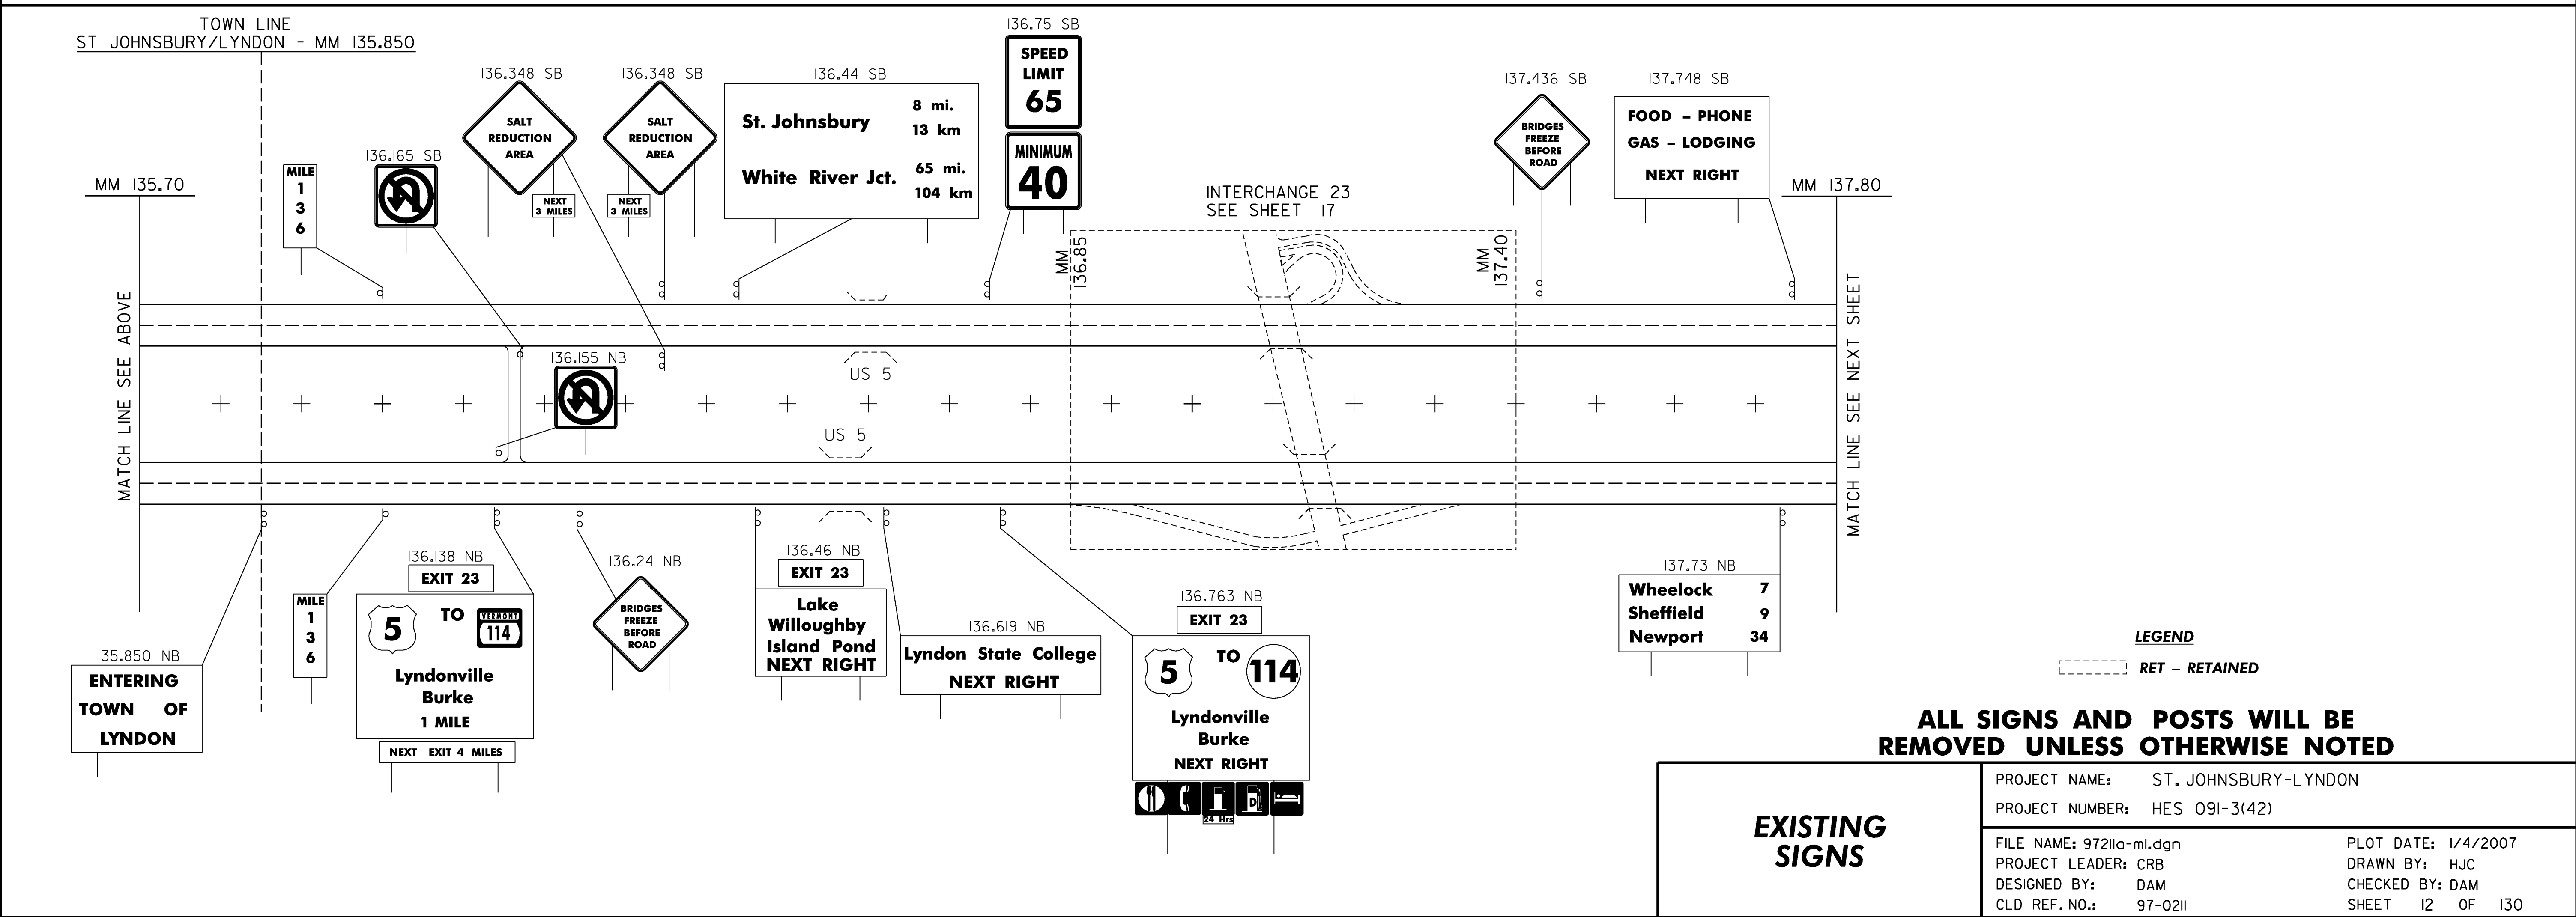 TOWN LINE
ST JOHNSBURY/LYNDON - MM 135.850
MM 135.70
MATCH LINE SEE ABOVE
MILE
1
3
6
136.165 SB
136.348 SB
SALT
REDUCTION
AREA
NEXT
3 MILES
136.348 SB
SALT
REDUCTION
AREA
NEXT
3 MILES
136.44 SB
St. Johnsbury
8 mi.
13 km
White River Jct.
65 mi.
104 km
136.75 SB
SPEED
LIMIT
65
MINIMUM
40
INTERCHANGE 23
SEE SHEET 17
MM
136.85
MM
137.40
137.436 SB
BRIDGES
FREEZE
BEFORE
ROAD
137.748 SB
FOOD - PHONE
GAS - LODGING
NEXT RIGHT
MM 137.80
MATCH LINE SEE NEXT SHEET
136.155 NB
US 5
US 5
135.850 NB
ENTERING
TOWN OF
LYNDON
MILE
1
3
6
136.138 NB
EXIT 23
5 TO VERMONT 114
Lyndonville
Burke
1 MILE
NEXT EXIT 4 MILES
136.24 NB
BRIDGES
FREEZE
BEFORE
ROAD
136.46 NB
EXIT 23
Lake
Willoughby
Island Pond
NEXT RIGHT
136.619 NB
Lyndon State College
NEXT RIGHT
136.763 NB
EXIT 23
5 TO 114
Lyndonville
Burke
NEXT RIGHT
D
24 Hrs
137.73 NB
Wheelock 7
Sheffield 9
Newport 34
LEGEND
RET - RETAINED
ALL SIGNS AND POSTS WILL BE
REMOVED UNLESS OTHERWISE NOTED
EXISTING
SIGNS
PROJECT NAME: ST. JOHNSBURY-LYNDON
PROJECT NUMBER: HES 091-3(42)
FILE NAME: 97211a-ml.dgn PLOT DATE: 1/4/2007
PROJECT LEADER: CRB DRAWN BY: HJC
DESIGNED BY: DAM CHECKED BY: DAM
CLD REF. NO.: 97-0211 SHEET 12 OF 130